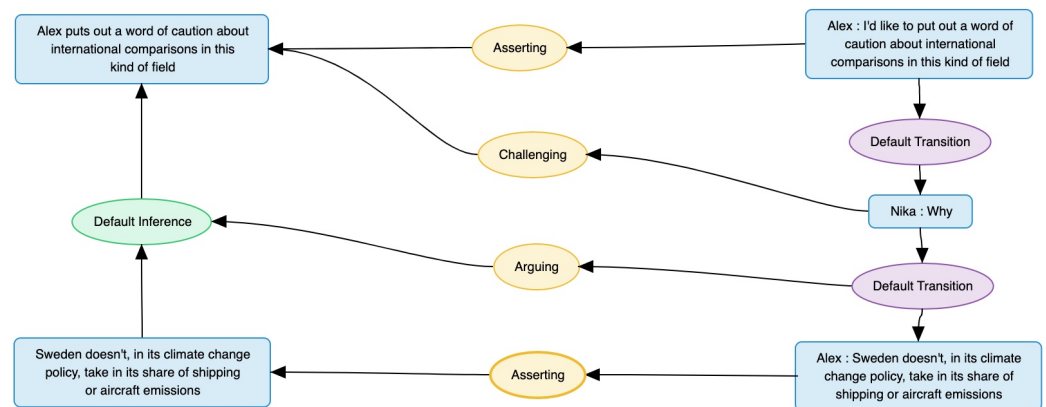 Alex puts out a word of caution about
international comparisons in this
kind of field
Asserting
Alex : I'd like to put out a word of
caution about international
comparisons in this kind of field
Challenging
Default Transition
Nika : Why
Default Inference
Arguing
Default Transition
Sweden doesn't, in its climate change
policy, take in its share of shipping
or aircraft emissions
Asserting
Alex : Sweden doesn't, in its climate
change policy, take in its share of
shipping or aircraft emissions